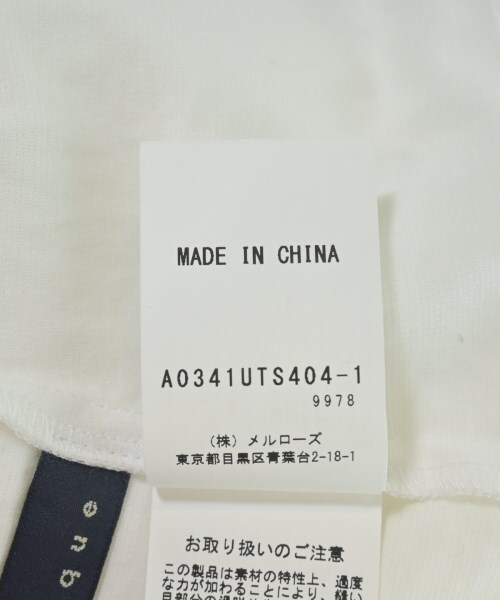 MADE IN CHINA
A0341UTS404-1
9978
(株) メルローズ
東京都目黒区青葉台2-18-1
お取り扱いのご注意
この製品は素材の特性上、過度
な力が加わることにより、縫い